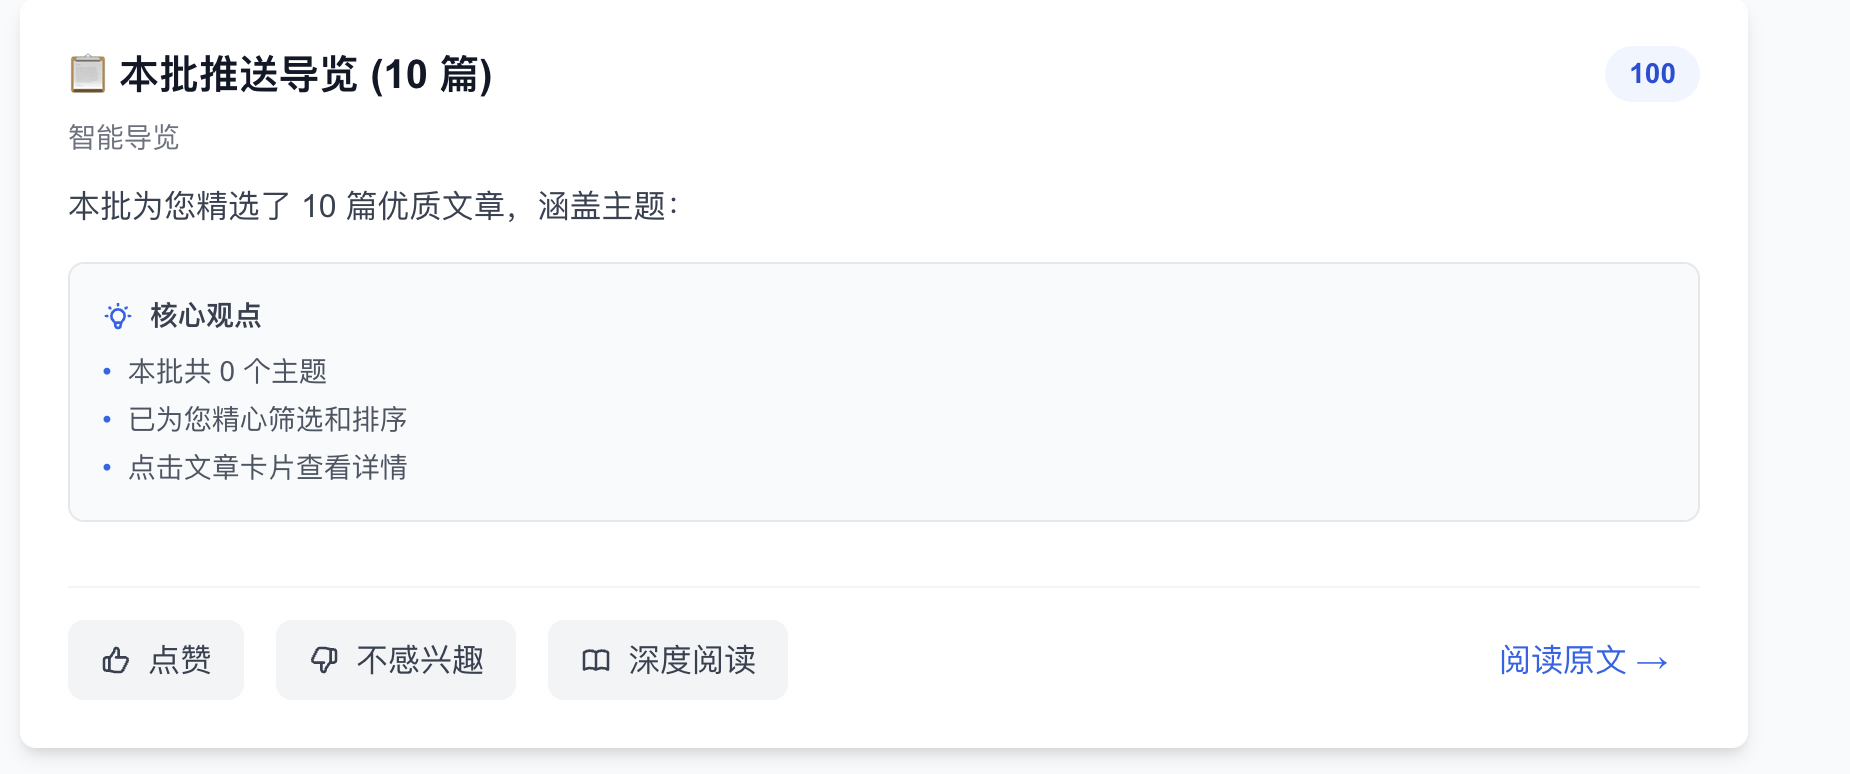 📋 本批推送导览 (10 篇)
100
智能导览
本批为您精选了 10 篇优质文章，涵盖主题：
核心观点
• 本批共 0 个主题
• 已为您精心筛选和排序
• 点击文章卡片查看详情
点赞 不感兴趣 深度阅读 阅读原文 →